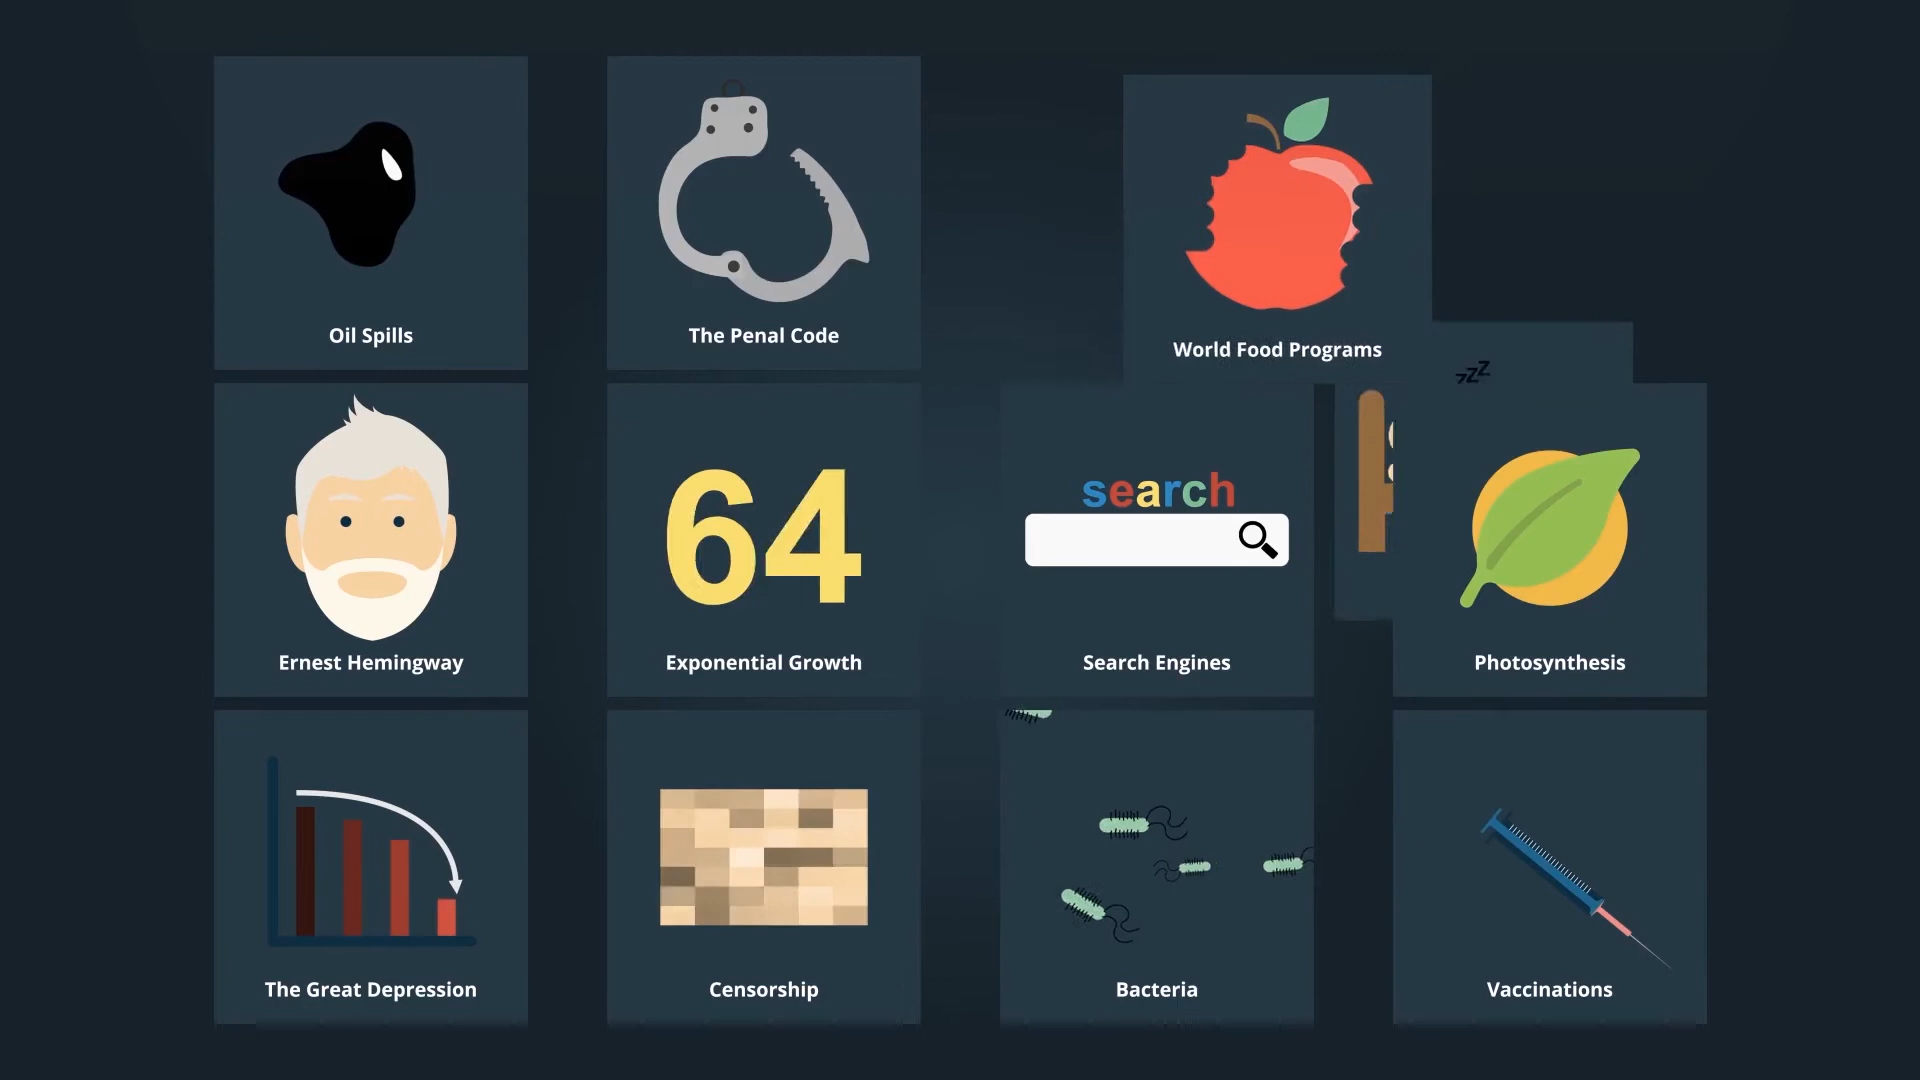 Oil Spills
The Penal Code
World Food Programs
zzZ
Ernest Hemingway
64
Exponential Growth
search
Search Engines
Photosynthesis
The Great Depression
Censorship
Bacteria
Vaccinations